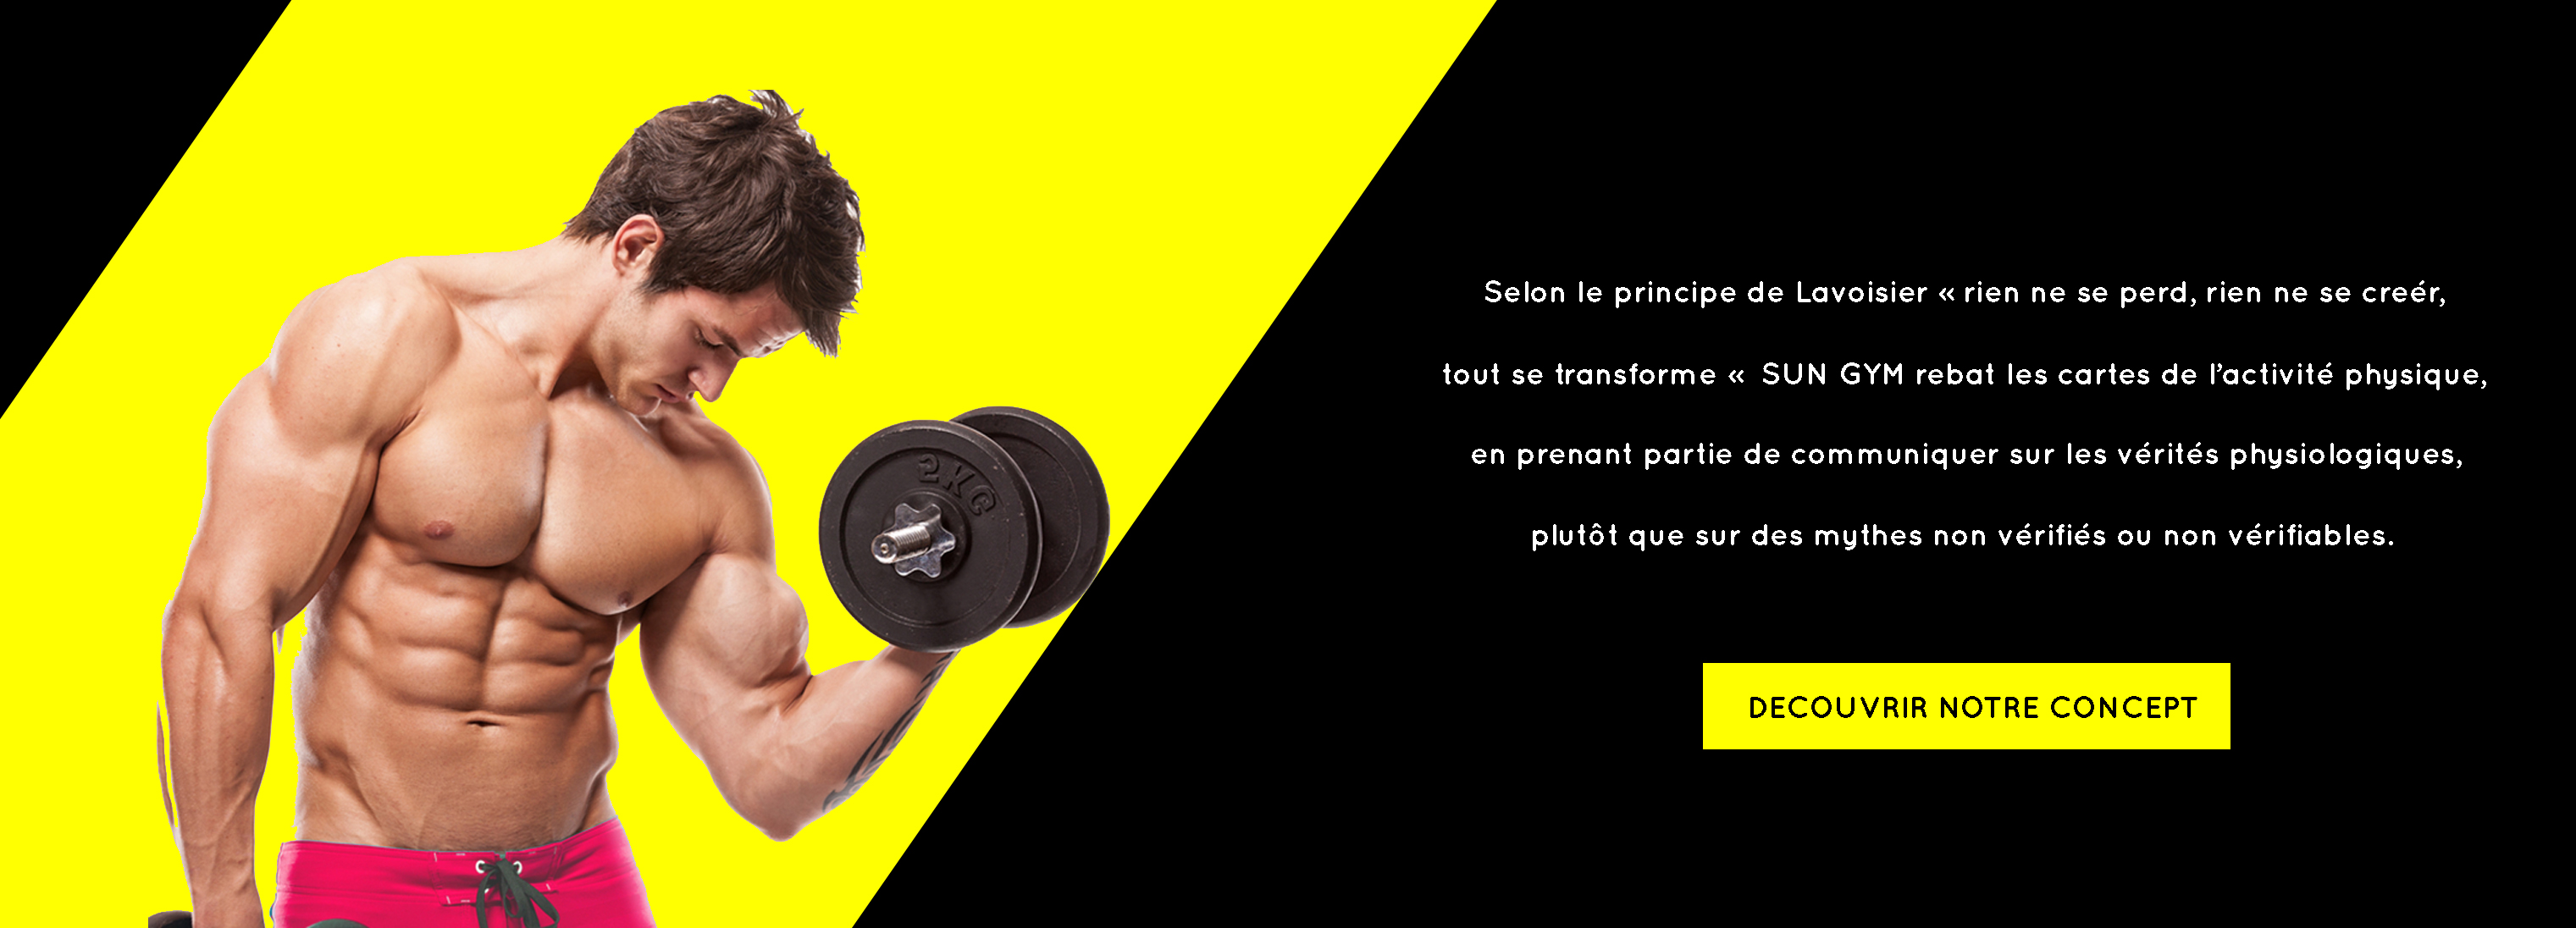 Selon le principe de Lavoisier « rien ne se perd, rien ne se creér,
tout se transforme « SUN GYM rebat les cartes de l’activité physique,
en prenant partie de communiquer sur les vérités physiologiques,
plutôt que sur des mythes non vérifiés ou non vérifiables.
2KG
DECOUVRIR NOTRE CONCEPT